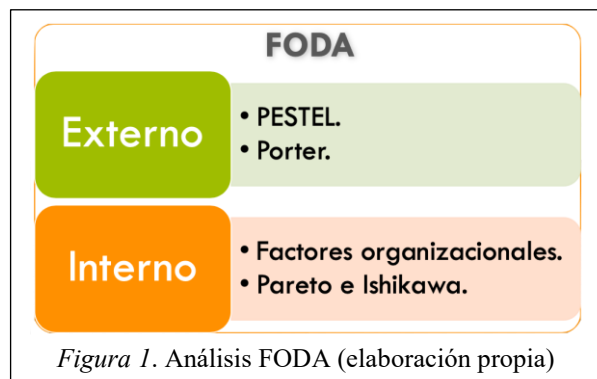 FODA
Externo
• PESTEL.
• Porter.
Interno
• Factores organizacionales.
• Pareto e Ishikawa.
Figura 1. Análisis FODA (elaboración propia)